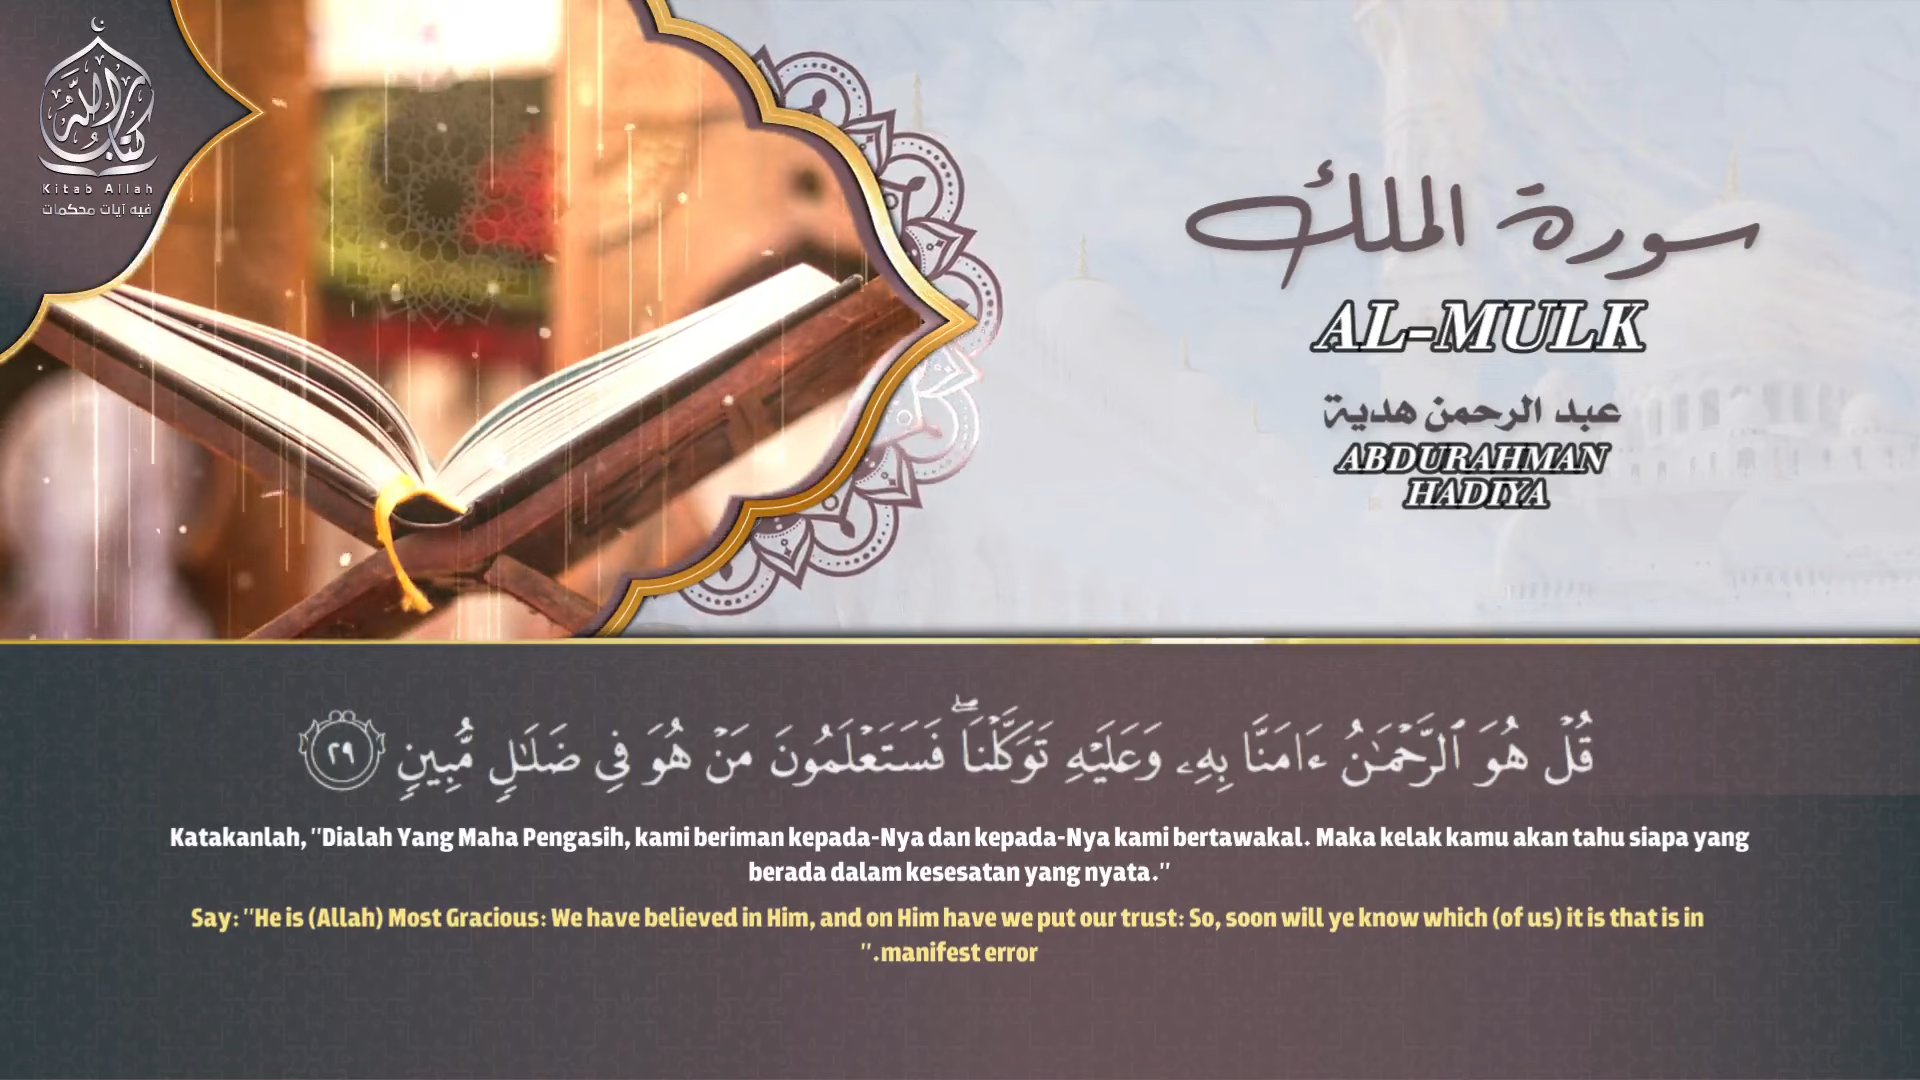 كتاب الله
Kitab Allah
فيه آيات محكمات
سورة الملك
AL-MULK
عبد الرحمن هدية
ABDURAHMAN
HADIYA
قُلْ هُوَ ٱلرَّحْمَٰنُ ءَامَنَّا بِهِۦ وَعَلَيْهِ تَوَكَّلْنَا ۖ فَسَتَعْلَمُونَ مَنْ هُوَ فِى ضَلَٰلٍ مُّبِينٍ ٢٩
Katakanlah, "Dialah Yang Maha Pengasih, kami beriman kepada-Nya dan kepada-Nya kami bertawakal. Maka kelak kamu akan tahu siapa yang
berada dalam kesesatan yang nyata."
Say: "He is (Allah) Most Gracious: We have believed in Him, and on Him have we put our trust: So, soon will ye know which (of us) it is that is in
".manifest error